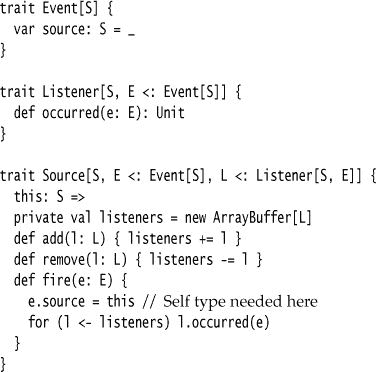 trait Event[S] {
  var source: S = _
}

trait Listener[S, E <: Event[S]] {
  def occurred(e: E): Unit
}

trait Source[S, E <: Event[S], L <: Listener[S, E]] {
  this: S =>
  private val listeners = new ArrayBuffer[L]
  def add(l: L) { listeners += l }
  def remove(l: L) { listeners -= l }
  def fire(e: E) {
    e.source = this // Self type needed here
    for (l <- listeners) l.occurred(e)
  }
}